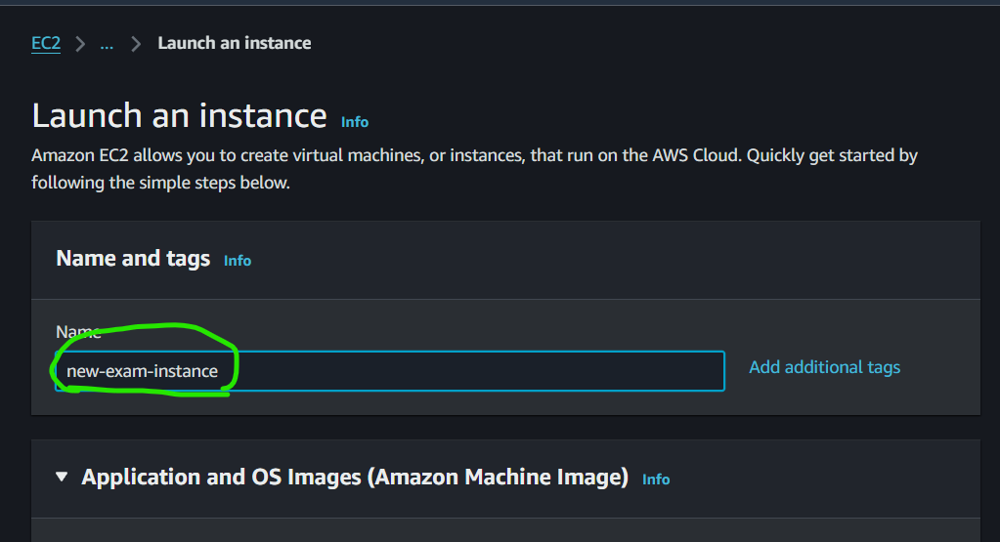 EC2 > ... > Launch an instance
Launch an instance Info
Amazon EC2 allows you to create virtual machines, or instances, that run on the AWS Cloud. Quickly get started by
following the simple steps below.
Name and tags Info
Name
new-exam-instance
Add additional tags
Application and OS Images (Amazon Machine Image) Info